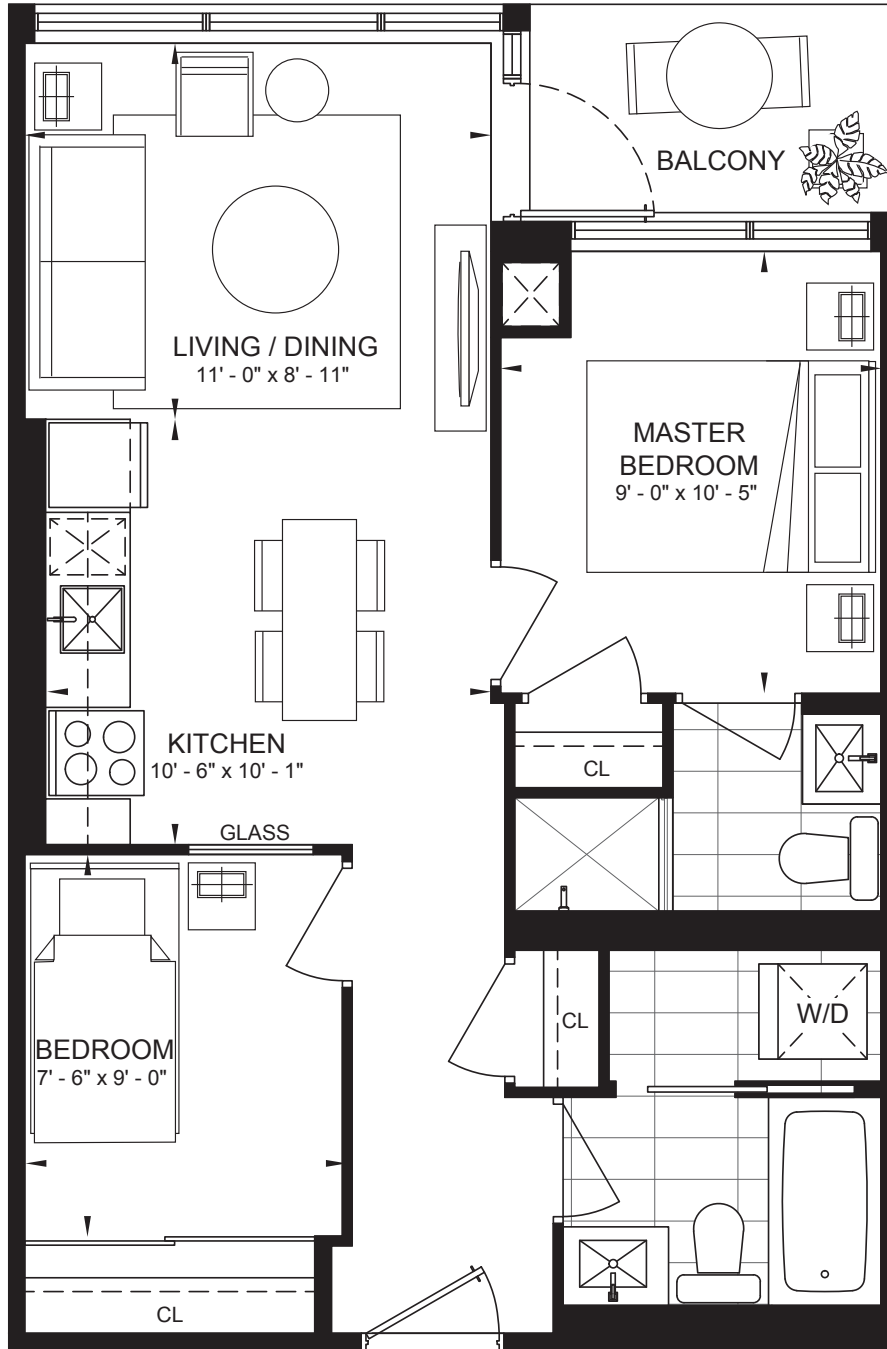 BALCONY
LIVING / DINING
11' - 0" x 8' - 11"
MASTER
BEDROOM
9' - 0" x 10' - 5"
KITCHEN
10' - 6" x 10' - 1"
CL
GLASS
CL
W/D
BEDROOM
7' - 6" x 9' - 0"
CL